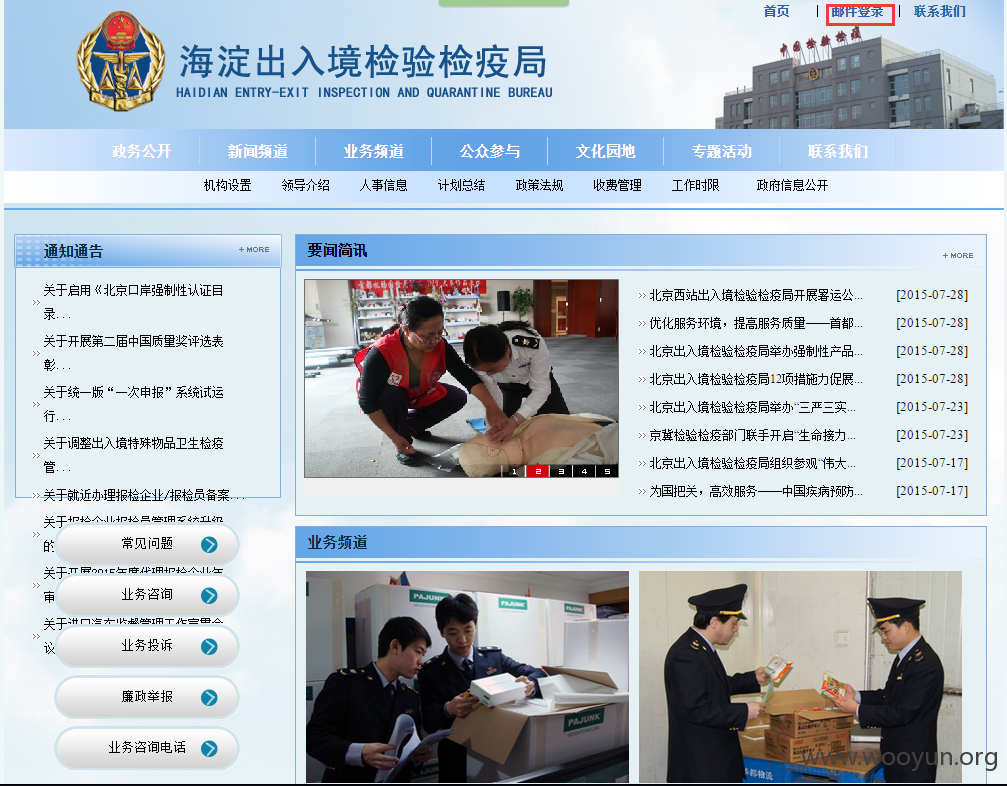 首页 | 邮件登录 | 联系我们
中国检验检疫
海淀出入境检验检疫局
HAIDIAN ENTRY-EXIT INSPECTION AND QUARANTINE BUREAU
政务公开 新闻频道 业务频道 公众参与 文化园地 专题活动 联系我们
机构设置 领导介绍 人事信息 计划总结 政策法规 收费管理 工作时限 政府信息公开
通知通告 + MORE
关于启用《北京口岸强制性认证目
录...
关于开展第二届中国质量奖评选表
彰...
关于统一版“一次申报”系统试运
行...
关于调整出入境特殊物品卫生检疫
管...
关于就近办理报检企业/报检员备案...
关于报检企业报检员管理系统升级
的
关于开展2015年度代理报检企业年
审
关于进口汽车监督管理工作宣贯会
议
常见问题
业务咨询
业务投诉
廉政举报
业务咨询电话
要闻简讯 + MORE
1 2 3 4 5
北京西站出入境检验检疫局开展署运公... [2015-07-28]
优化服务环境，提高服务质量——首都... [2015-07-28]
北京出入境检验检疫局举办强制性产品... [2015-07-28]
北京出入境检验检疫局12项措施力促展... [2015-07-28]
北京出入境检验检疫局举办“三严三实... [2015-07-23]
京冀检验检疫部门联手开启“生命接力... [2015-07-23]
北京出入境检验检疫局组织参观“伟大... [2015-07-17]
为国把关，高效服务——中国疾病预防... [2015-07-17]
业务频道
PAJUNK
PAJUNK
PAJUNK
PAJUNK
www.wooyun.org